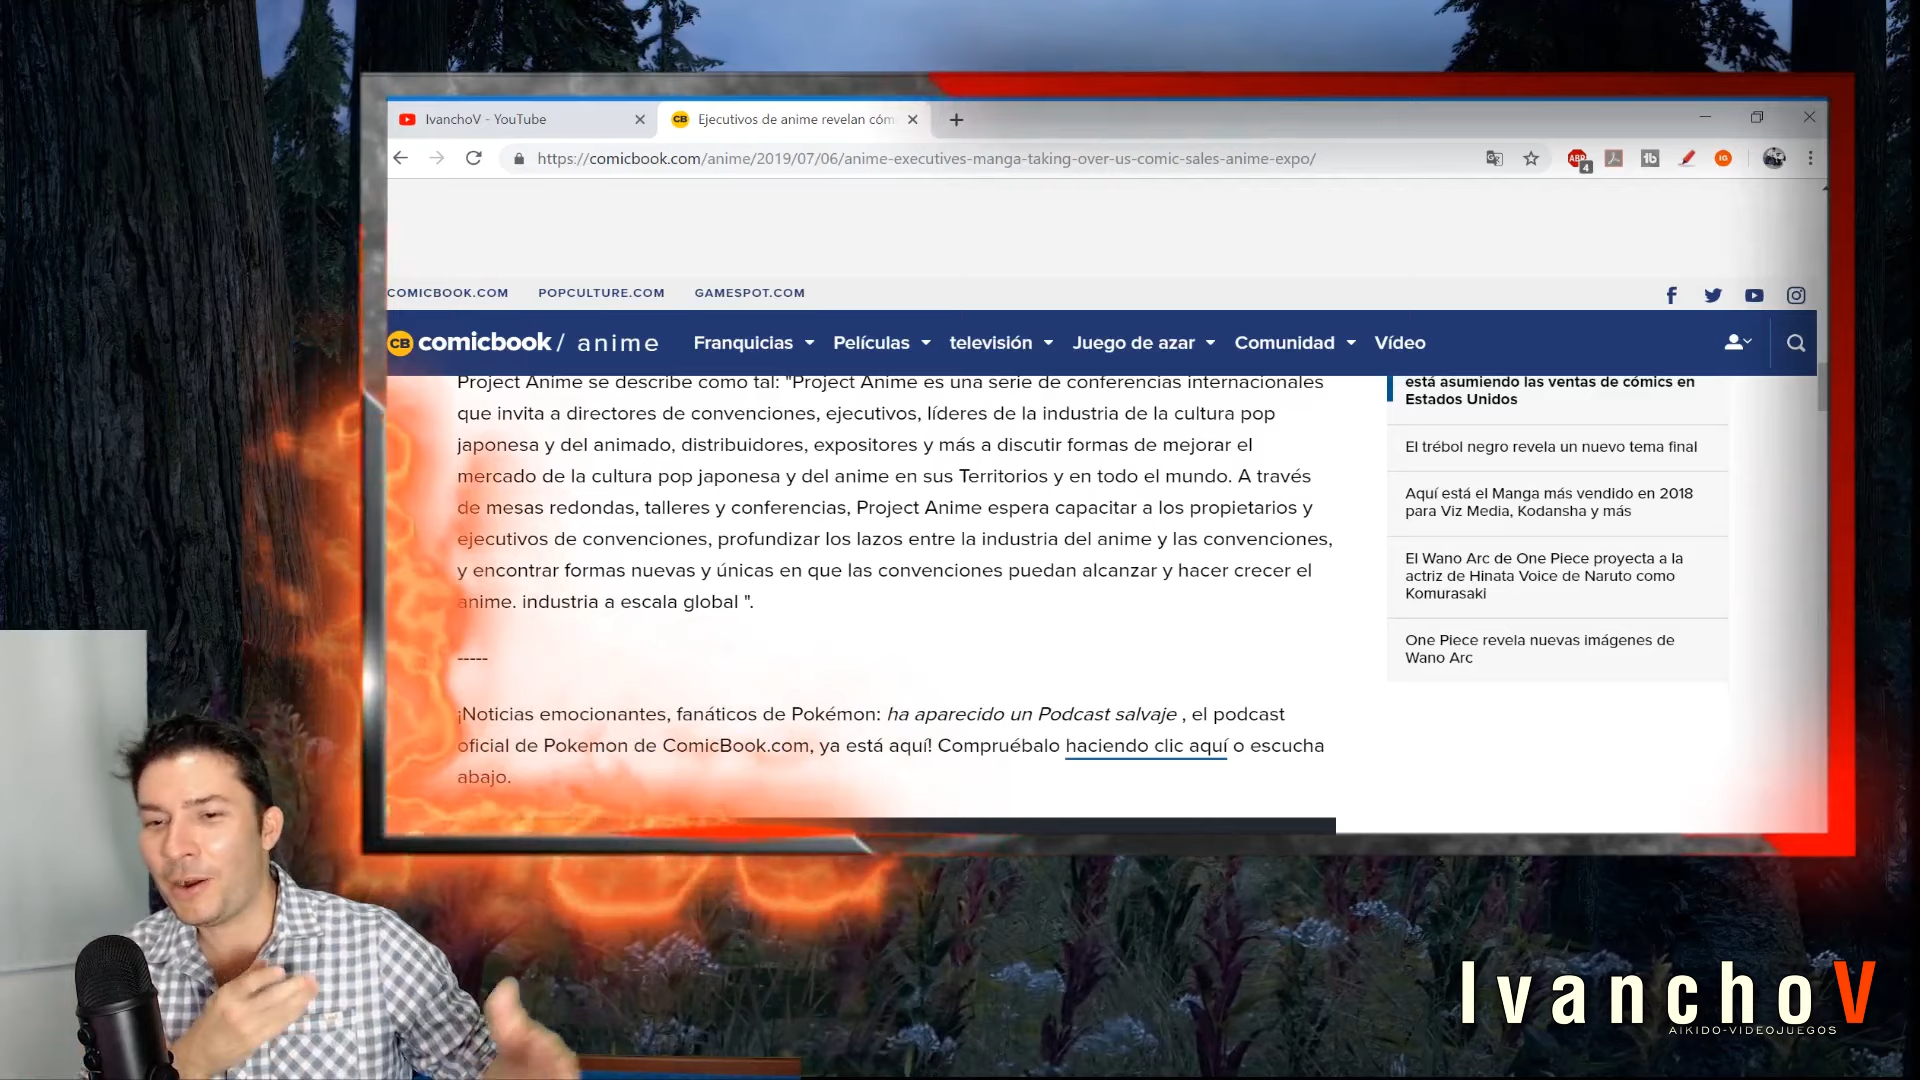 IvanchoV - YouTube
Ejecutivos de anime revelan cóm
https://comicbook.com/anime/2019/07/06/anime-executives-manga-taking-over-us-comic-sales-anime-expo/
ABP
4
1b
IG
COMICBOOK.COM
POPCULTURE.COM
GAMESPOT.COM
CB comicbook / anime
Franquicias
Películas
televisión
Juego de azar
Comunidad
Vídeo
Project Anime se describe como tal: "Project Anime es una serie de conferencias internacionales
que invita a directores de convenciones, ejecutivos, líderes de la industria de la cultura pop
japonesa y del animado, distribuidores, expositores y más a discutir formas de mejorar el
mercado de la cultura pop japonesa y del anime en sus Territorios y en todo el mundo. A través
de mesas redondas, talleres y conferencias, Project Anime espera capacitar a los propietarios y
ejecutivos de convenciones, profundizar los lazos entre la industria del anime y las convenciones,
y encontrar formas nuevas y únicas en que las convenciones puedan alcanzar y hacer crecer el
anime. industria a escala global ".
-----
¡Noticias emocionantes, fanáticos de Pokémon: ha aparecido un Podcast salvaje , el podcast
oficial de Pokemon de ComicBook.com, ya está aquí! Compruébalo haciendo clic aquí o escucha
abajo.
está asumiendo las ventas de cómics en
Estados Unidos
El trébol negro revela un nuevo tema final
Aquí está el Manga más vendido en 2018
para Viz Media, Kodansha y más
El Wano Arc de One Piece proyecta a la
actriz de Hinata Voice de Naruto como
Komurasaki
One Piece revela nuevas imágenes de
Wano Arc
IvanchoV
AIKIDO-VIDEOJUEGOS